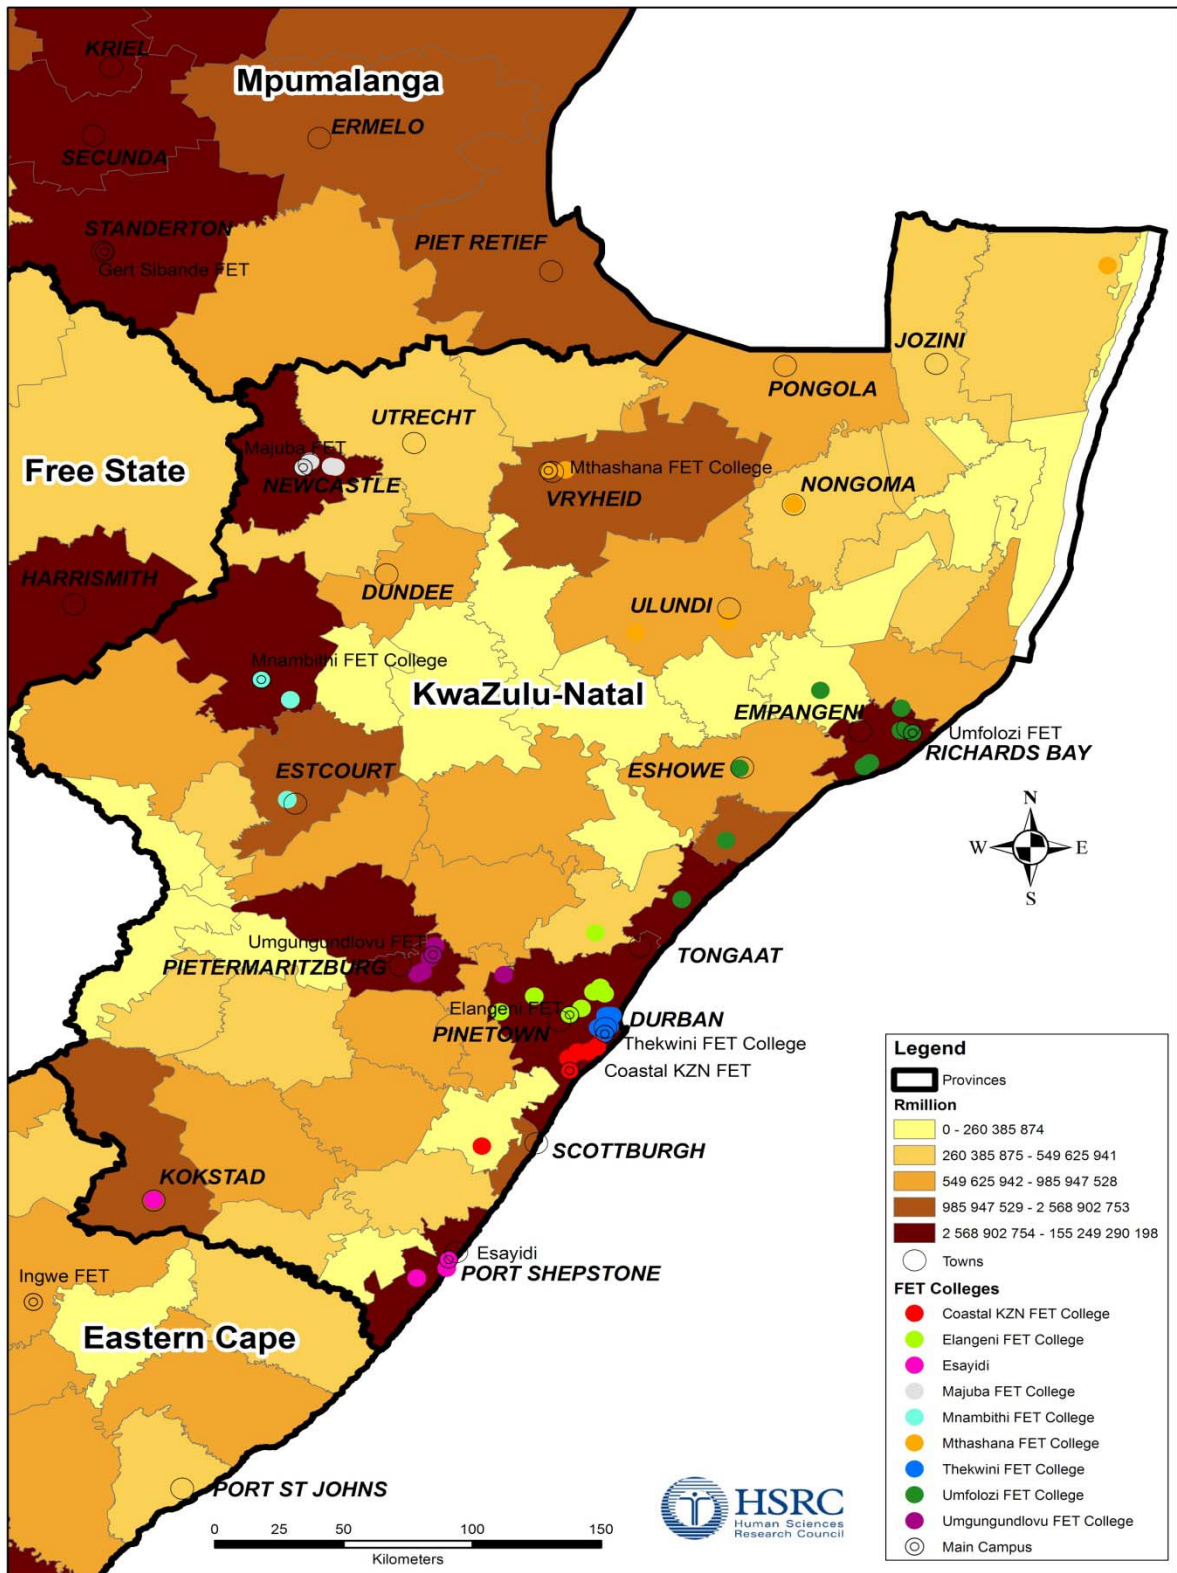 KRIEL
Mpumalanga
ERMELO
SECUNDA
STANDERTON
Gert Sibande FET
PIET RETIEF
JOZINI
PONGOLA
UTRECHT
Majuba FET
NEWCASTLE
Free State
Mthashana FET College
VRYHEID
NONGOMA
HARRISMITH
DUNDEE
ULUNDI
Mnambithi FET College
KwaZulu-Natal
EMPANGENI
Umfolozi FET
RICHARDS BAY
ESTCOURT
ESHOWE
N
W
E
S
Umgungundlovu FET
PIETERMARITZBURG
TONGAAT
Elangeni FET
PINETOWN
DURBAN
Thekwini FET College
Coastal KZN FET
SCOTTBURGH
KOKSTAD
Esayidi
PORT SHEPSTONE
Ingwe FET
Eastern Cape
PORT ST JOHNS
0 25 50 100 150
Kilometers
HSRC
Human Sciences
Research Council
Legend
Provinces
Rmillion
0 - 260 385 874
260 385 875 - 549 625 941
549 625 942 - 985 947 528
985 947 529 - 2 568 902 753
2 568 902 754 - 155 249 290 198
Towns
FET Colleges
Coastal KZN FET College
Elangeni FET College
Esayidi
Majuba FET College
Mnambithi FET College
Mthashana FET College
Thekwini FET College
Umfolozi FET College
Umgungundlovu FET College
Main Campus